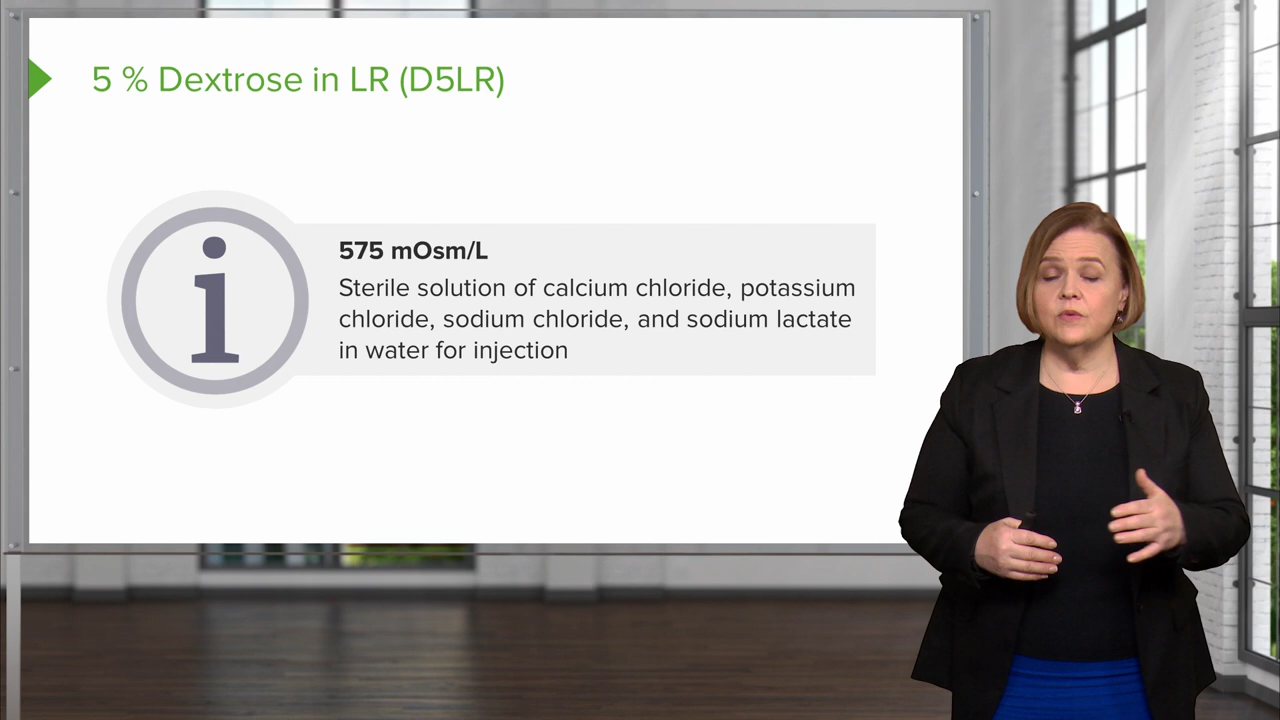 5 % Dextrose in LR (D5LR)
575 mOsm/L
Sterile solution of calcium chloride, potassium
chloride, sodium chloride, and sodium lactate
in water for injection